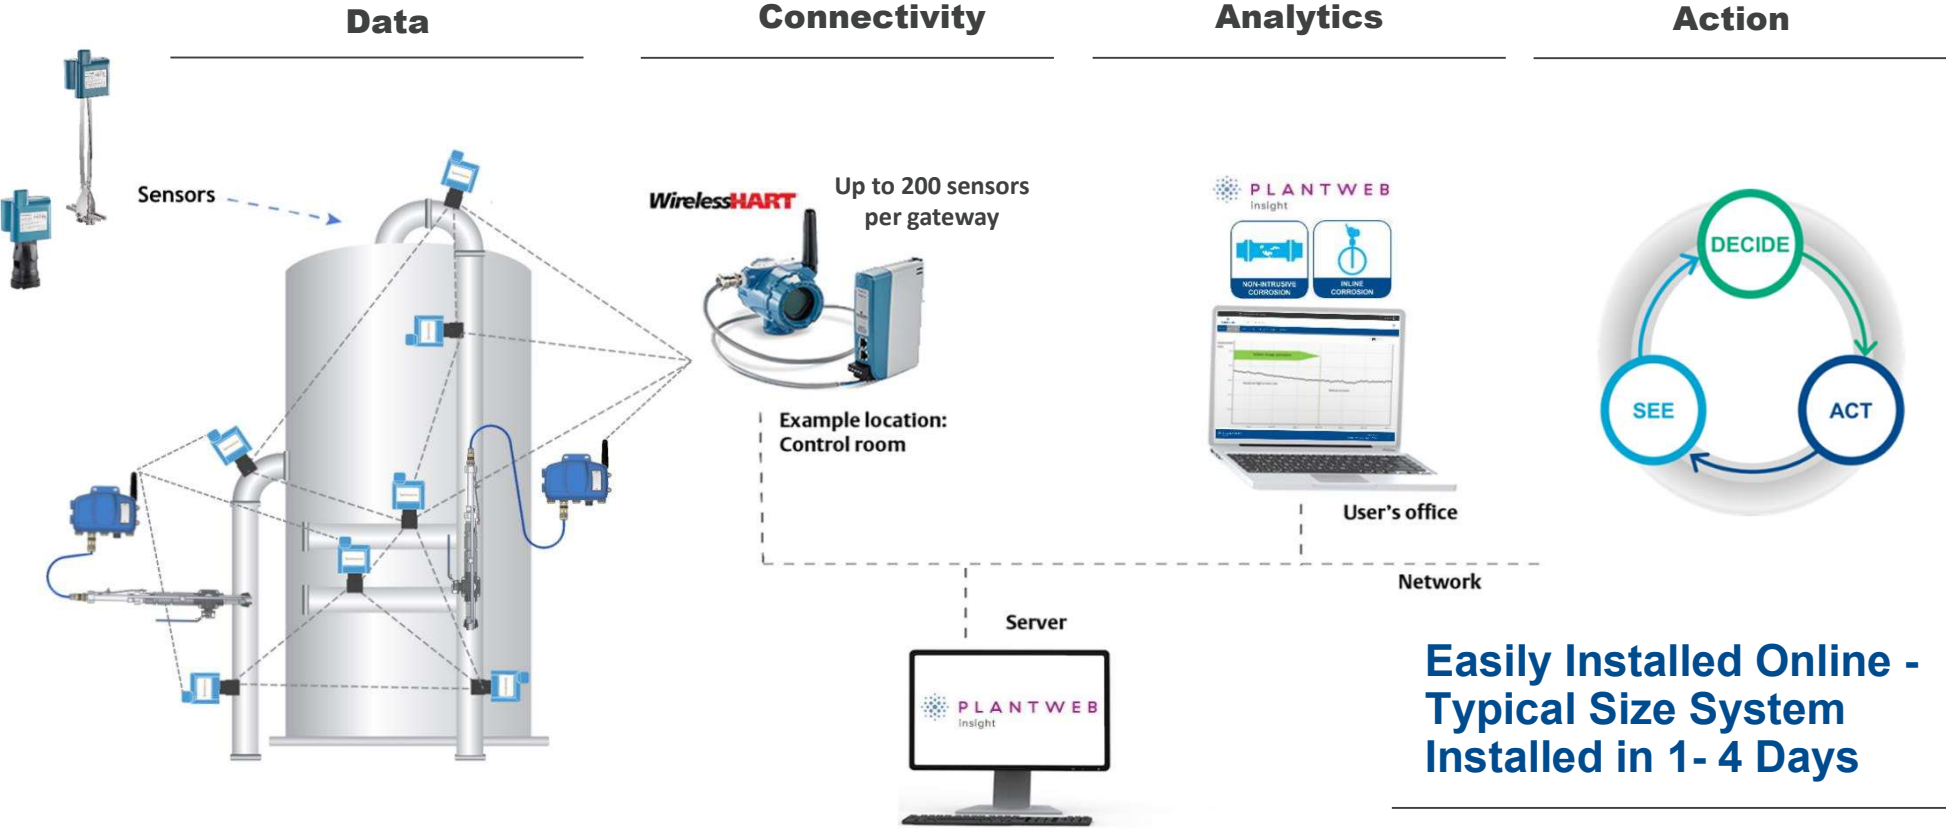 Data
Connectivity
Analytics
Action
Sensors
WirelessHART
Up to 200 sensors
per gateway
Example location:
Control room
PLANTWEB
Insight
NON-INTRUSIVE
CORROSION
INLINE
CORROSION
User's office
Network
Server
PLANTWEB
Insight
DECIDE
SEE
ACT
Easily Installed Online -
Typical Size System
Installed in 1- 4 Days